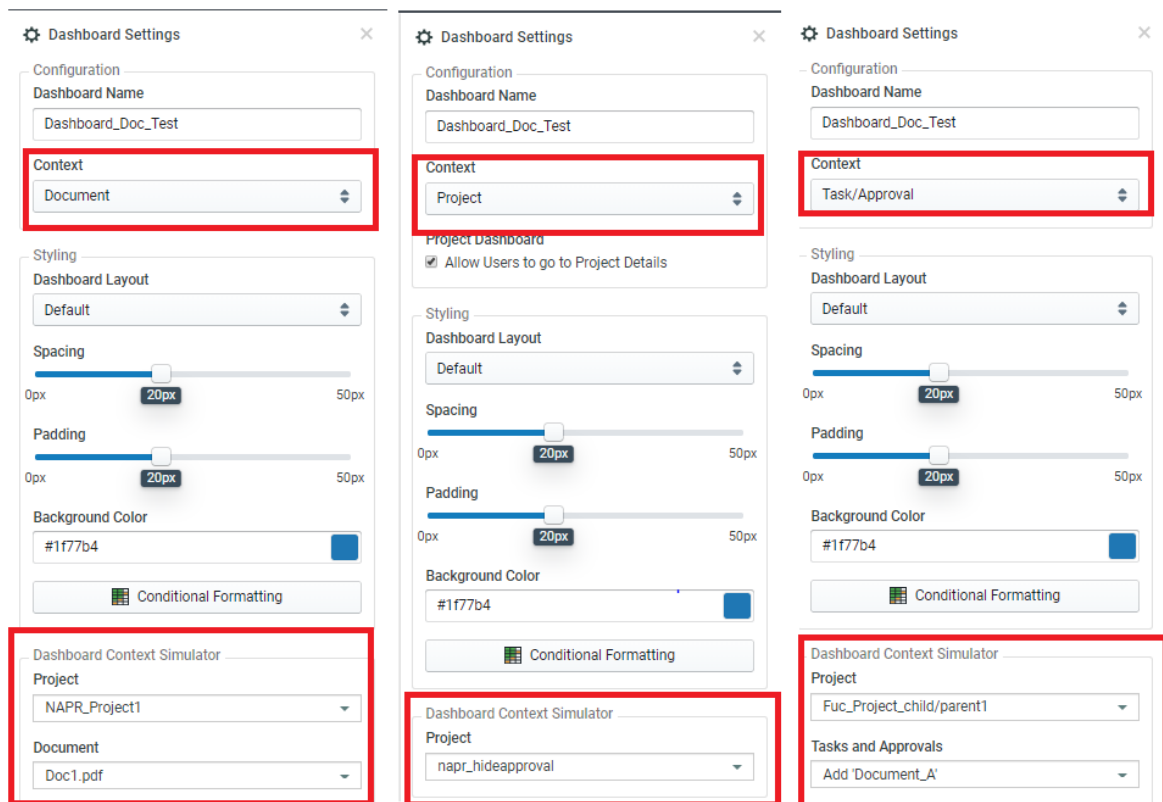 Dashboard Settings
Configuration
Dashboard Name
Dashboard_Doc_Test
Context
Document
Styling
Dashboard Layout
Default
Spacing
0px 20px 50px
Padding
0px 20px 50px
Background Color
#1f77b4
Conditional Formatting
Dashboard Context Simulator
Project
NAPR_Project1
Document
Doc1.pdf
Dashboard Settings
Configuration
Dashboard Name
Dashboard_Doc_Test
Context
Project
Project Dashboard
Allow Users to go to Project Details
Styling
Dashboard Layout
Default
Spacing
0px 20px 50px
Padding
0px 20px 50px
Background Color
#1f77b4
Conditional Formatting
Dashboard Context Simulator
Project
napr_hideapproval
Dashboard Settings
Configuration
Dashboard Name
Dashboard_Doc_Test
Context
Task/Approval
Styling
Dashboard Layout
Default
Spacing
0px 20px 50px
Padding
0px 20px 50px
Background Color
#1f77b4
Conditional Formatting
Dashboard Context Simulator
Project
Fuc_Project_child/parent1
Tasks and Approvals
Add 'Document_A'